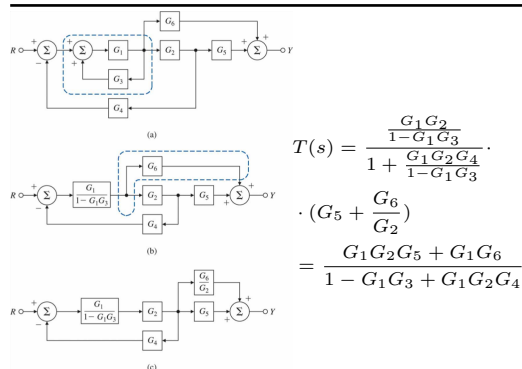 G₆
R + Σ + Σ G₁ G₂ G₅ + Σ Y
− + +
G₃
G₄
(a)
G₆
R + Σ G₁ / (1 − G₁G₃) G₂ G₅ + Σ Y
− +
G₄
(b)
G₆ / G₂
R + Σ G₁ / (1 − G₁G₃) G₂ G₅ + Σ Y
− +
G₄
(c)
T(s) = (G₁G₂ / (1−G₁G₃)) / (1 + G₁G₂G₄ / (1−G₁G₃)) ·
· (G₅ + G₆ / G₂)
= (G₁G₂G₅ + G₁G₆) / (1 − G₁G₃ + G₁G₂G₄)